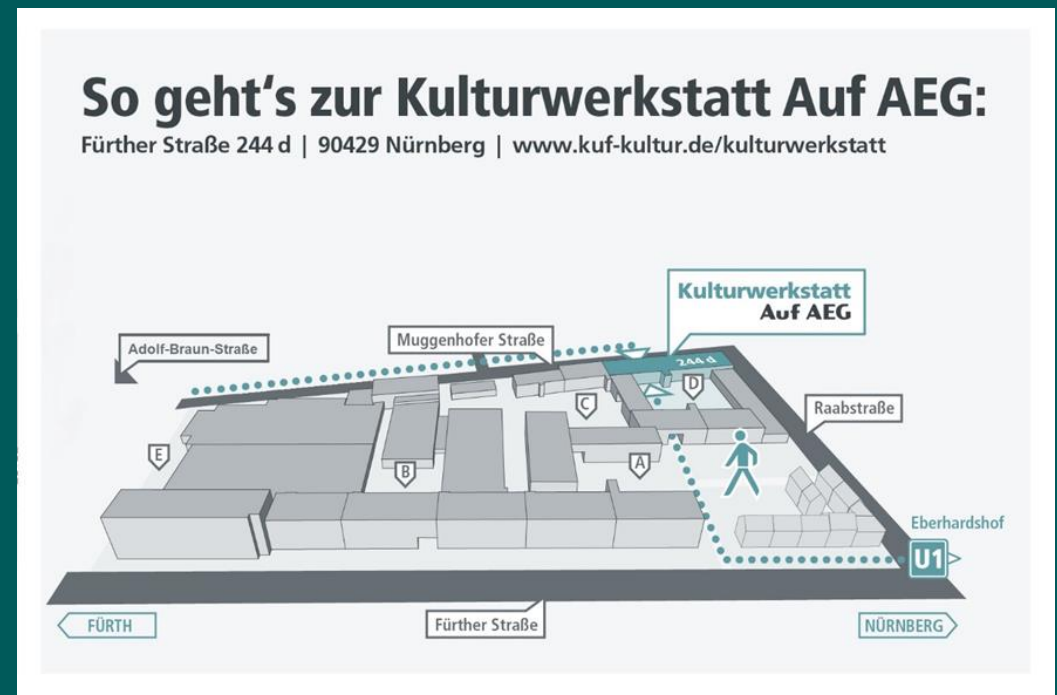 So geht‘s zur Kulturwerkstatt Auf AEG:
Fürther Straße 244 d | 90429 Nürnberg | www.kuf-kultur.de/kulturwerkstatt
Kulturwerkstatt
Auf AEG
Muggenhofer Straße
Adolf-Braun-Straße
244 d
D
C
Raabstraße
E
B
A
Eberhardshof
U1
FÜRTH
Fürther Straße
NÜRNBERG